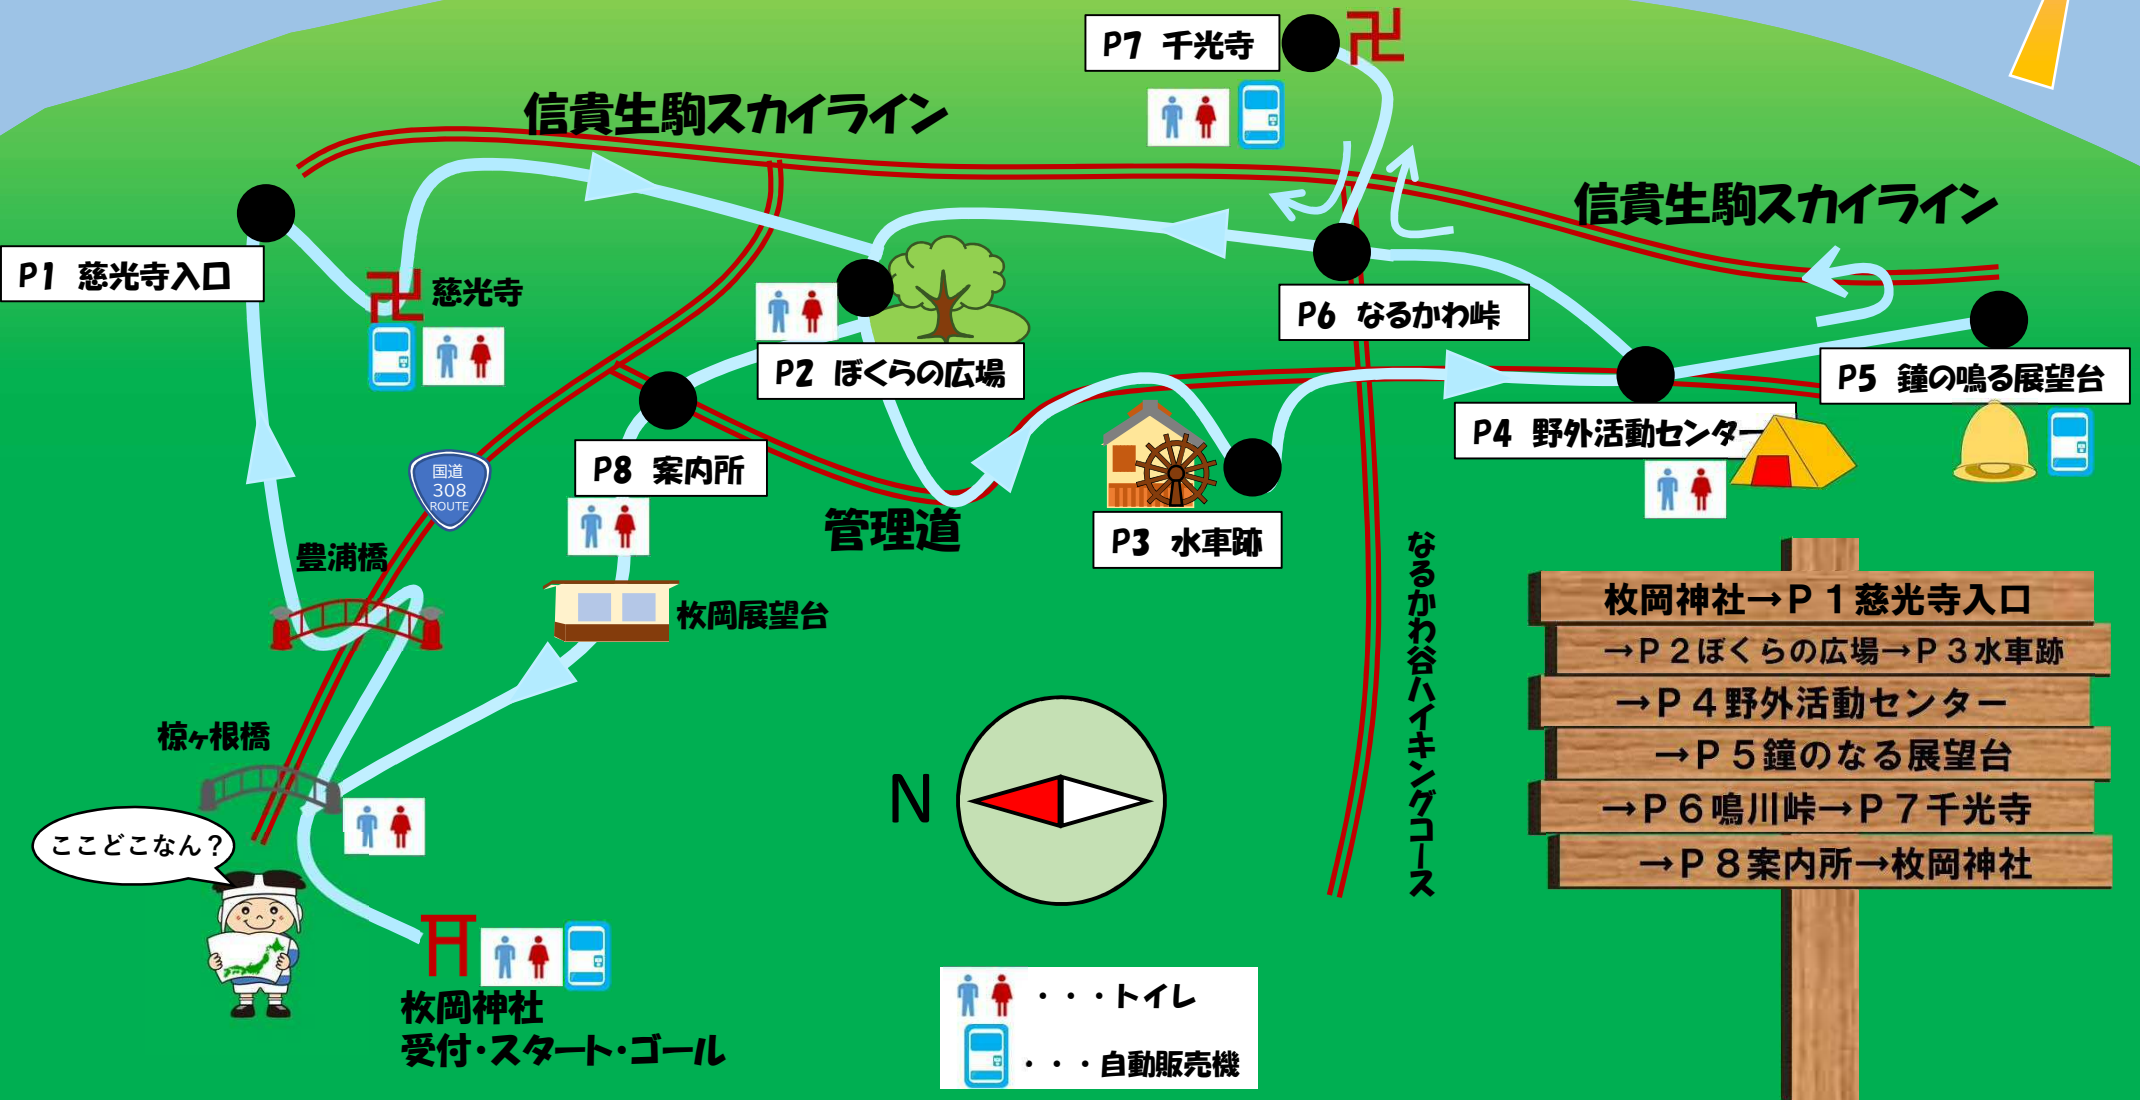 P7 千光寺
信貴生駒スカイライン
信貴生駒スカイライン
P1 慈光寺入口
慈光寺
P2 ぼくらの広場
P6 なるかわ峠
P5 鐘の鳴る展望台
P4 野外活動センター
P8 案内所
国道
308
ROUTE
管理道
P3 水車跡
豊浦橋
枚岡展望台
なるかわ谷ハイキングコース
椋ヶ根橋
N
ここどこなん？
枚岡神社
受付・スタート・ゴール
・・・トイレ
・・・自動販売機
枚岡神社→Ｐ１慈光寺入口
→Ｐ２ぼくらの広場→Ｐ３水車跡
→Ｐ４野外活動センター
→Ｐ５鐘のなる展望台
→Ｐ６鳴川峠→Ｐ７千光寺
→Ｐ８案内所→枚岡神社